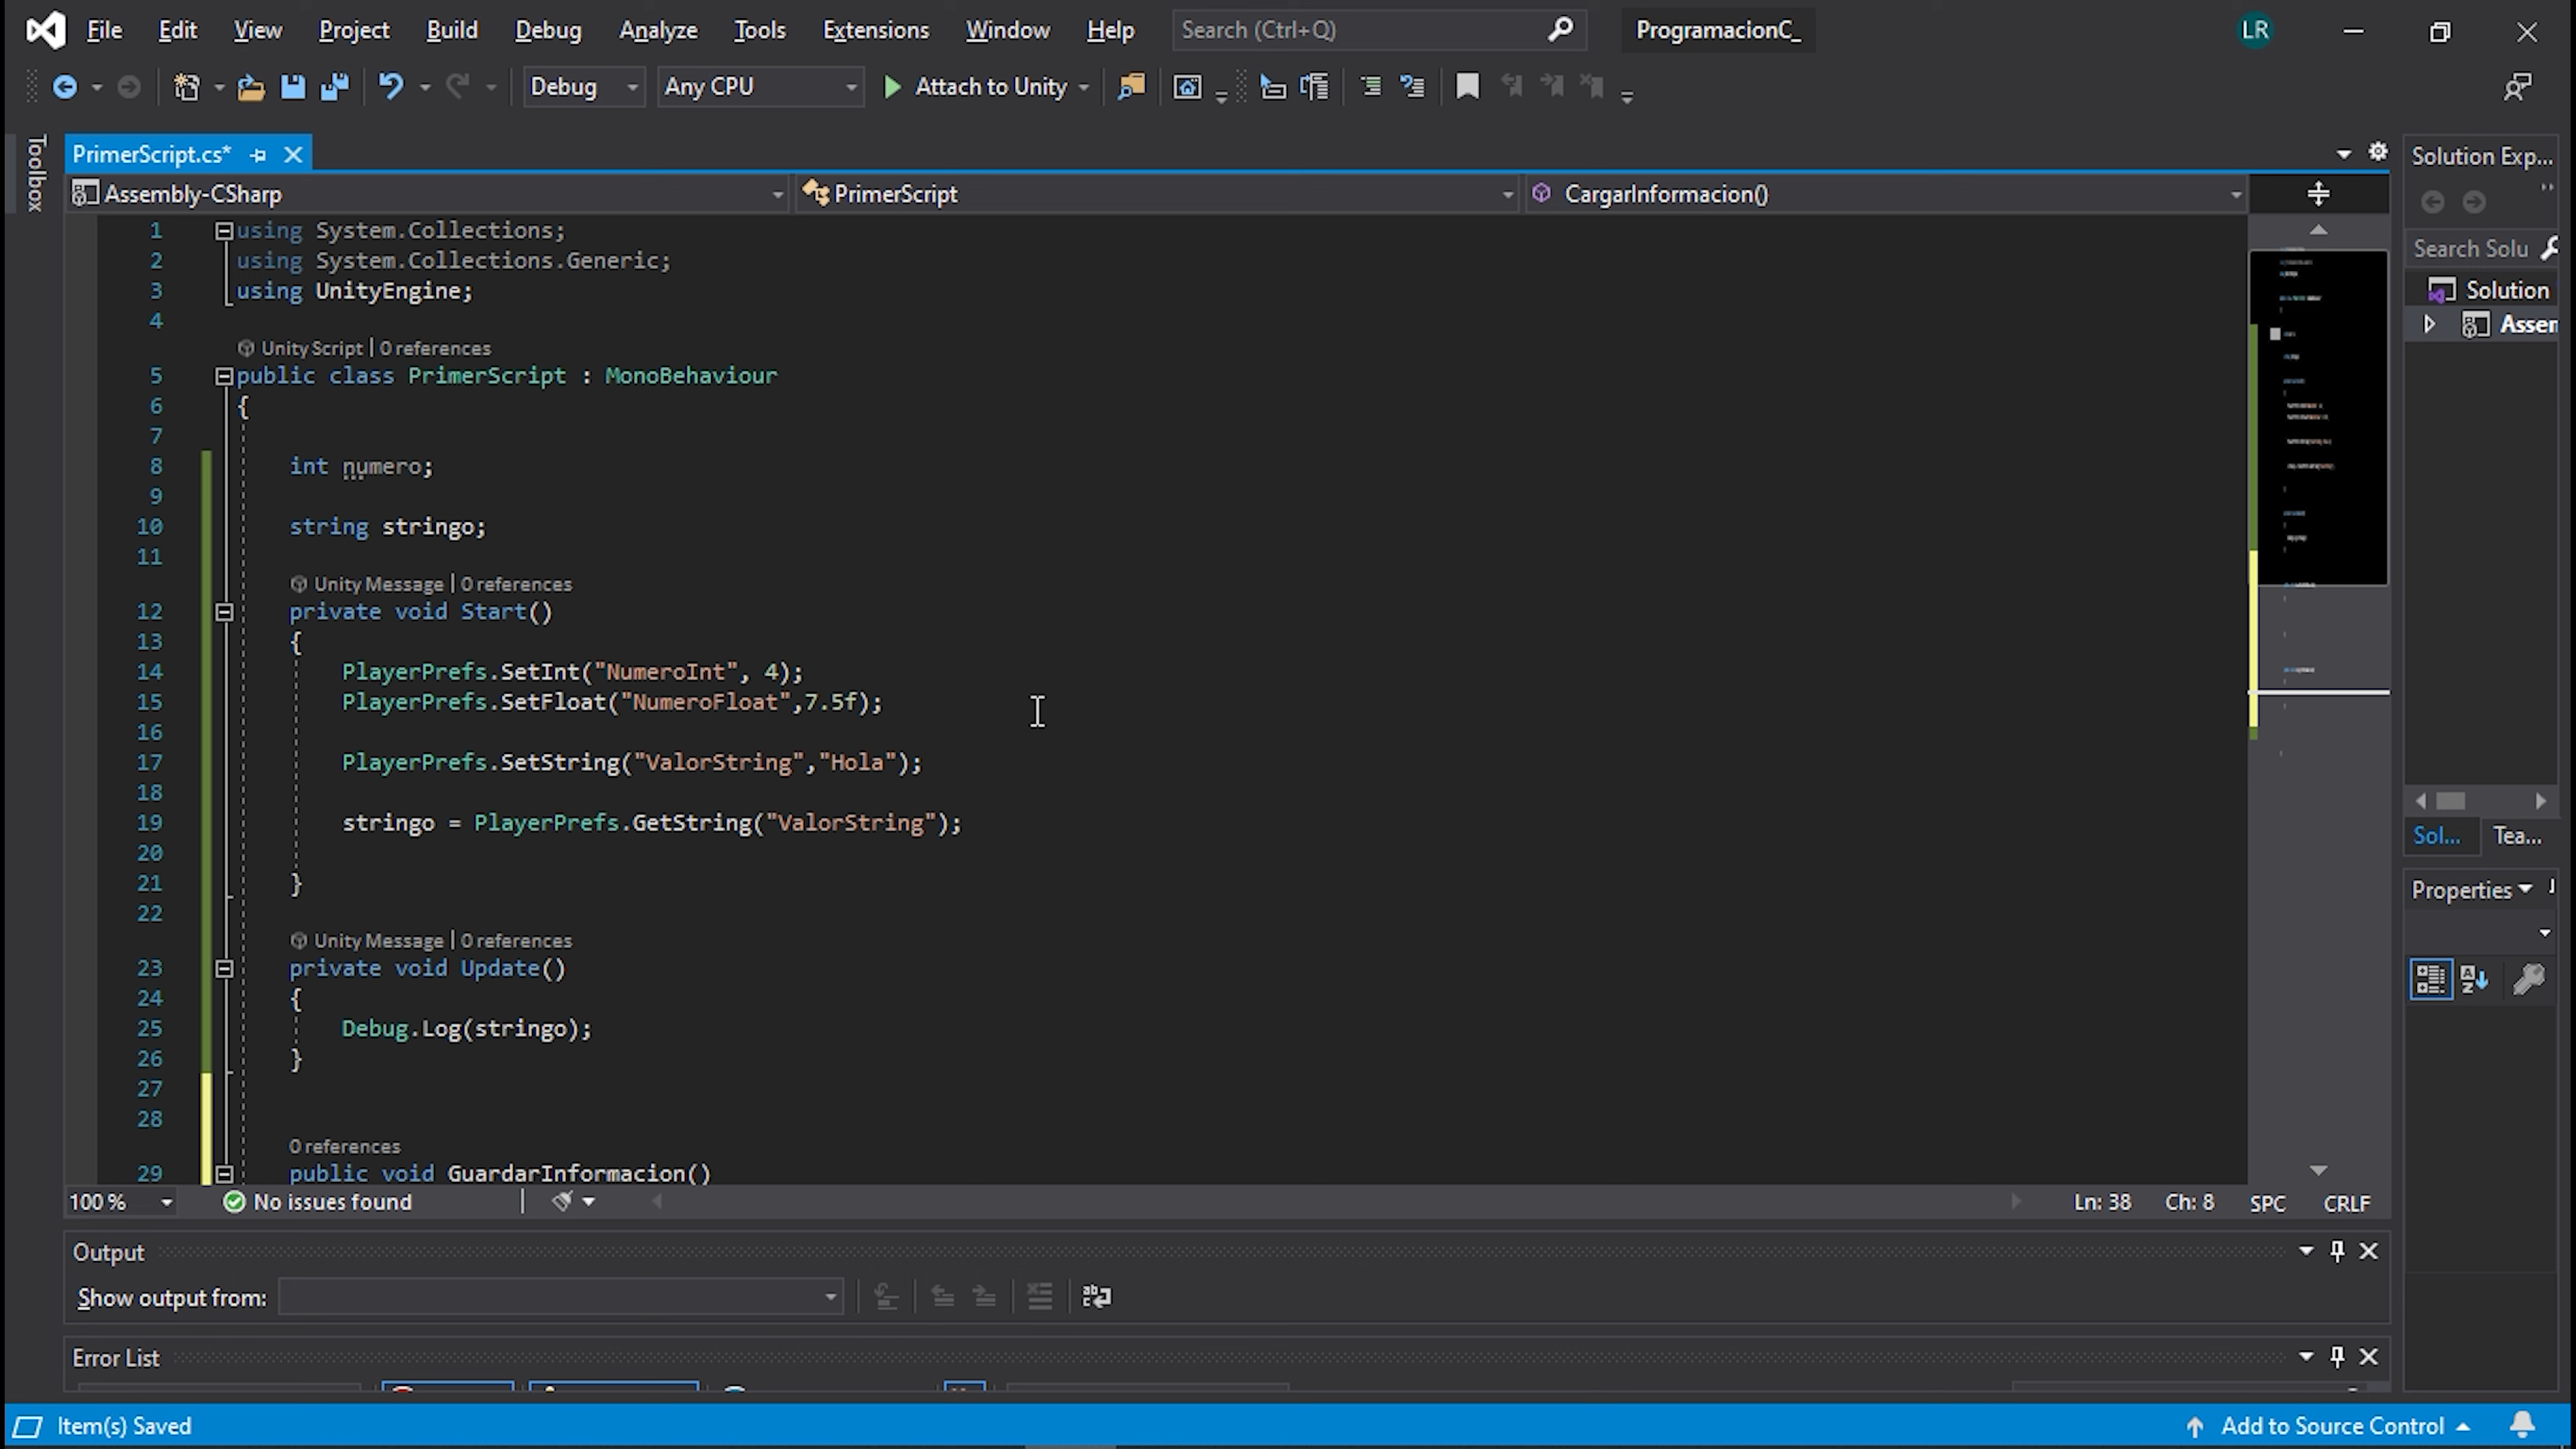 File Edit View Project Build Debug Analyze Tools Extensions Window Help Search (Ctrl+Q) ProgramacionC_ LR
Debug Any CPU Attach to Unity
Toolbox
PrimerScript.cs*
Solution Exp...
Assembly-CSharp PrimerScript CargarInformacion()
Search Solu
Solution
Assen
1 using System.Collections;
2 using System.Collections.Generic;
3 using UnityEngine;
4
Unity Script | 0 references
5 public class PrimerScript : MonoBehaviour
6 {
7
8 int numero;
9
10 string stringo;
11
Unity Message | 0 references
12 private void Start()
13 {
14 PlayerPrefs.SetInt("NumeroInt", 4);
15 PlayerPrefs.SetFloat("NumeroFloat",7.5f);
16
17 PlayerPrefs.SetString("ValorString","Hola");
18
19 stringo = PlayerPrefs.GetString("ValorString");
20
21 }
22
Unity Message | 0 references
23 private void Update()
24 {
25 Debug.Log(stringo);
26 }
27
28
0 references
29 public void GuardarInformacion()
Sol... Tea...
Properties
100 % No issues found Ln: 38 Ch: 8 SPC CRLF
Output
Show output from:
Error List
Item(s) Saved Add to Source Control